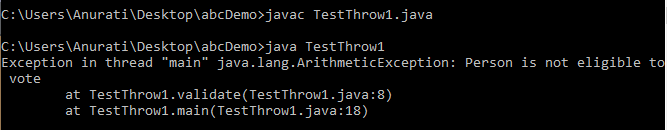 C:\Users\Anurati\Desktop\abcDemo>javac TestThrow1.java
C:\Users\Anurati\Desktop\abcDemo>java TestThrow1
Exception in thread "main" java.lang.ArithmeticException: Person is not eligible to
 vote
        at TestThrow1.validate(TestThrow1.java:8)
        at TestThrow1.main(TestThrow1.java:18)